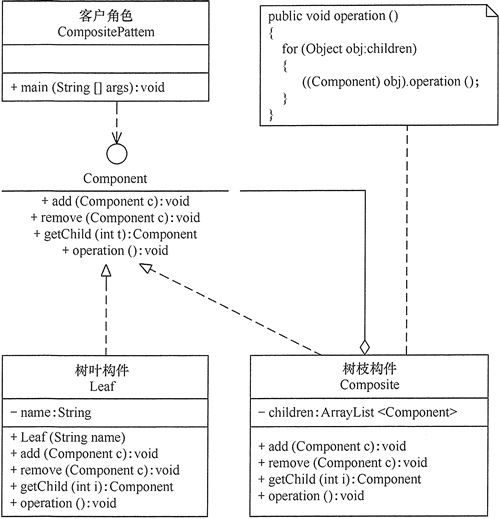 客户角色
CompositePattem
+ main (String [] args) : void
public void operation ()
{
for (Object obj:children)
{
((Component) obj).operation ();
}
}
Component
+ add (Component c) : void
+ remove (Component c) : void
+ getChild (int t) : Component
+ operation () : void
树叶构件
Leaf
− name : String
+ Leaf (String name)
+ add (Component c) : void
+ remove (Component c) : void
+ getChild (int i) : Component
+ operation () : void
树枝构件
Composite
− children : ArrayList <Component>
+ add (Component c) : void
+ remove (Component c) : void
+ getChild (int i) : Component
+ operation () : void